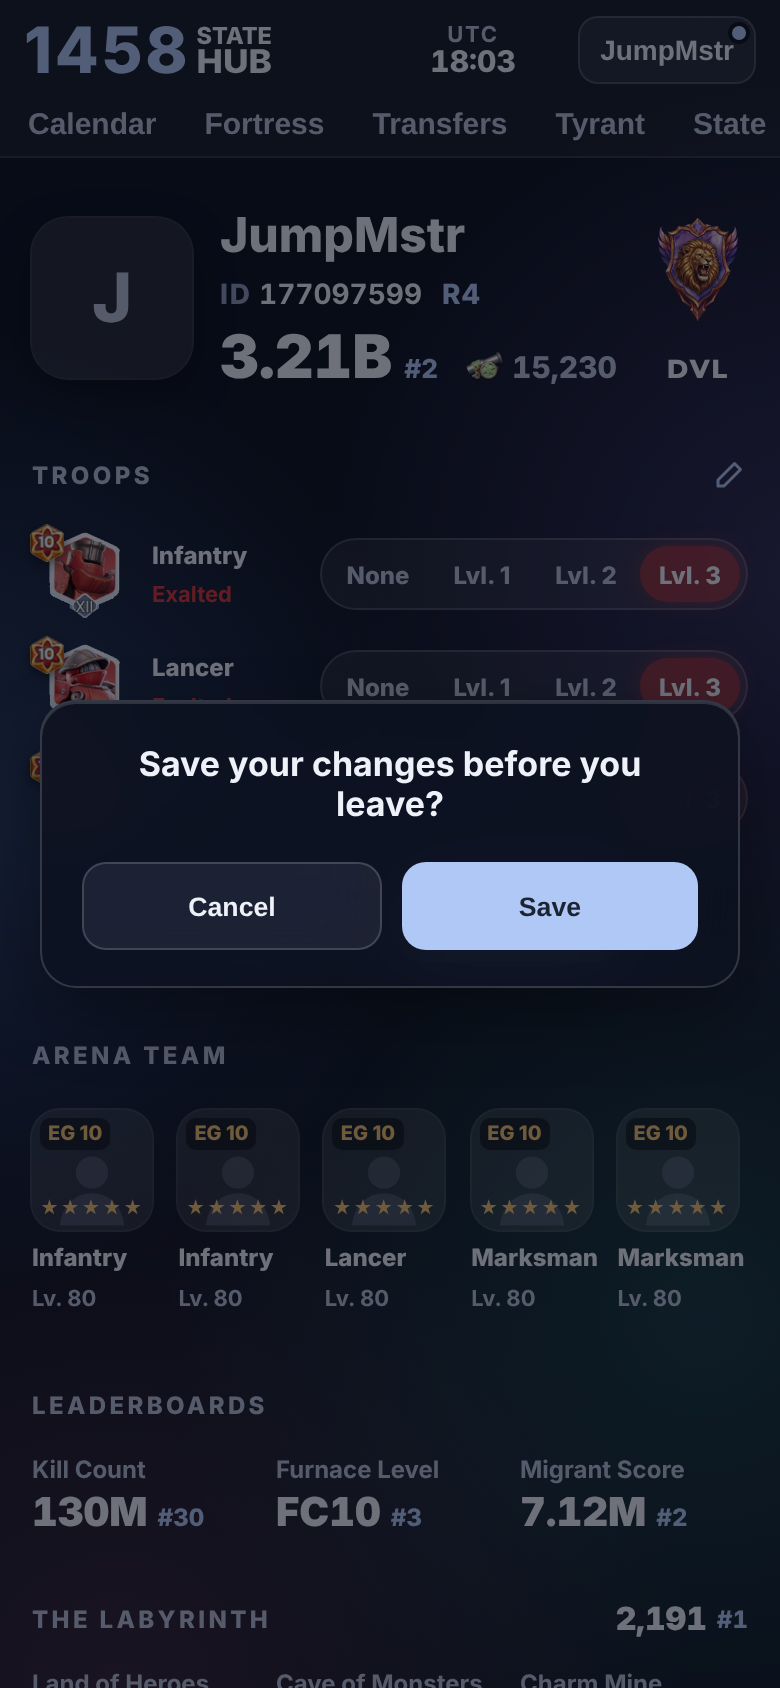 1458 STATE HUB
UTC
18:03
JumpMstr
Calendar Fortress Transfers Tyrant State
J
JumpMstr
ID 177097599 R4
3.21B #2 15,230
DVL
TROOPS
10
XII
Infantry
Exalted
None Lvl. 1 Lvl. 2 Lvl. 3
10
Lancer
None Lvl. 1 Lvl. 2 Lvl. 3
Save your changes before you
leave?
Cancel Save
ARENA TEAM
EG 10 EG 10 EG 10 EG 10 EG 10
Infantry Infantry Lancer Marksman Marksman
Lv. 80 Lv. 80 Lv. 80 Lv. 80 Lv. 80
LEADERBOARDS
Kill Count Furnace Level Migrant Score
130M #30 FC10 #3 7.12M #2
THE LABYRINTH 2,191 #1
Land of Heroes Cave of Monsters Charm Mine